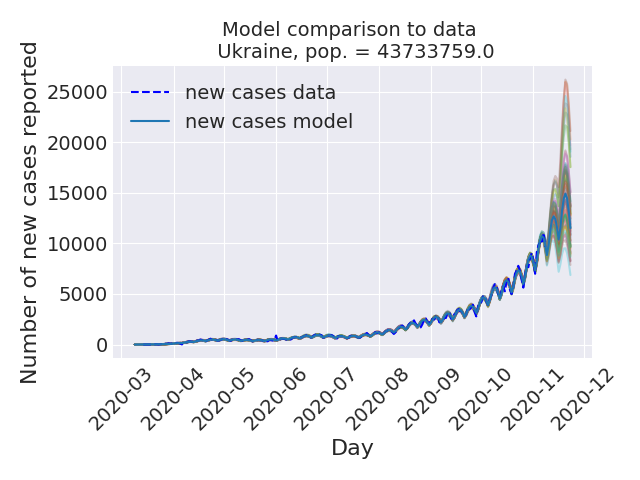 Model comparison to data
Ukraine, pop. = 43733759.0
Number of new cases reported
25000
20000
15000
10000
5000
0
new cases data
new cases model
2020-03
2020-04
2020-05
2020-06
2020-07
2020-08
2020-09
2020-10
2020-11
2020-12
Day